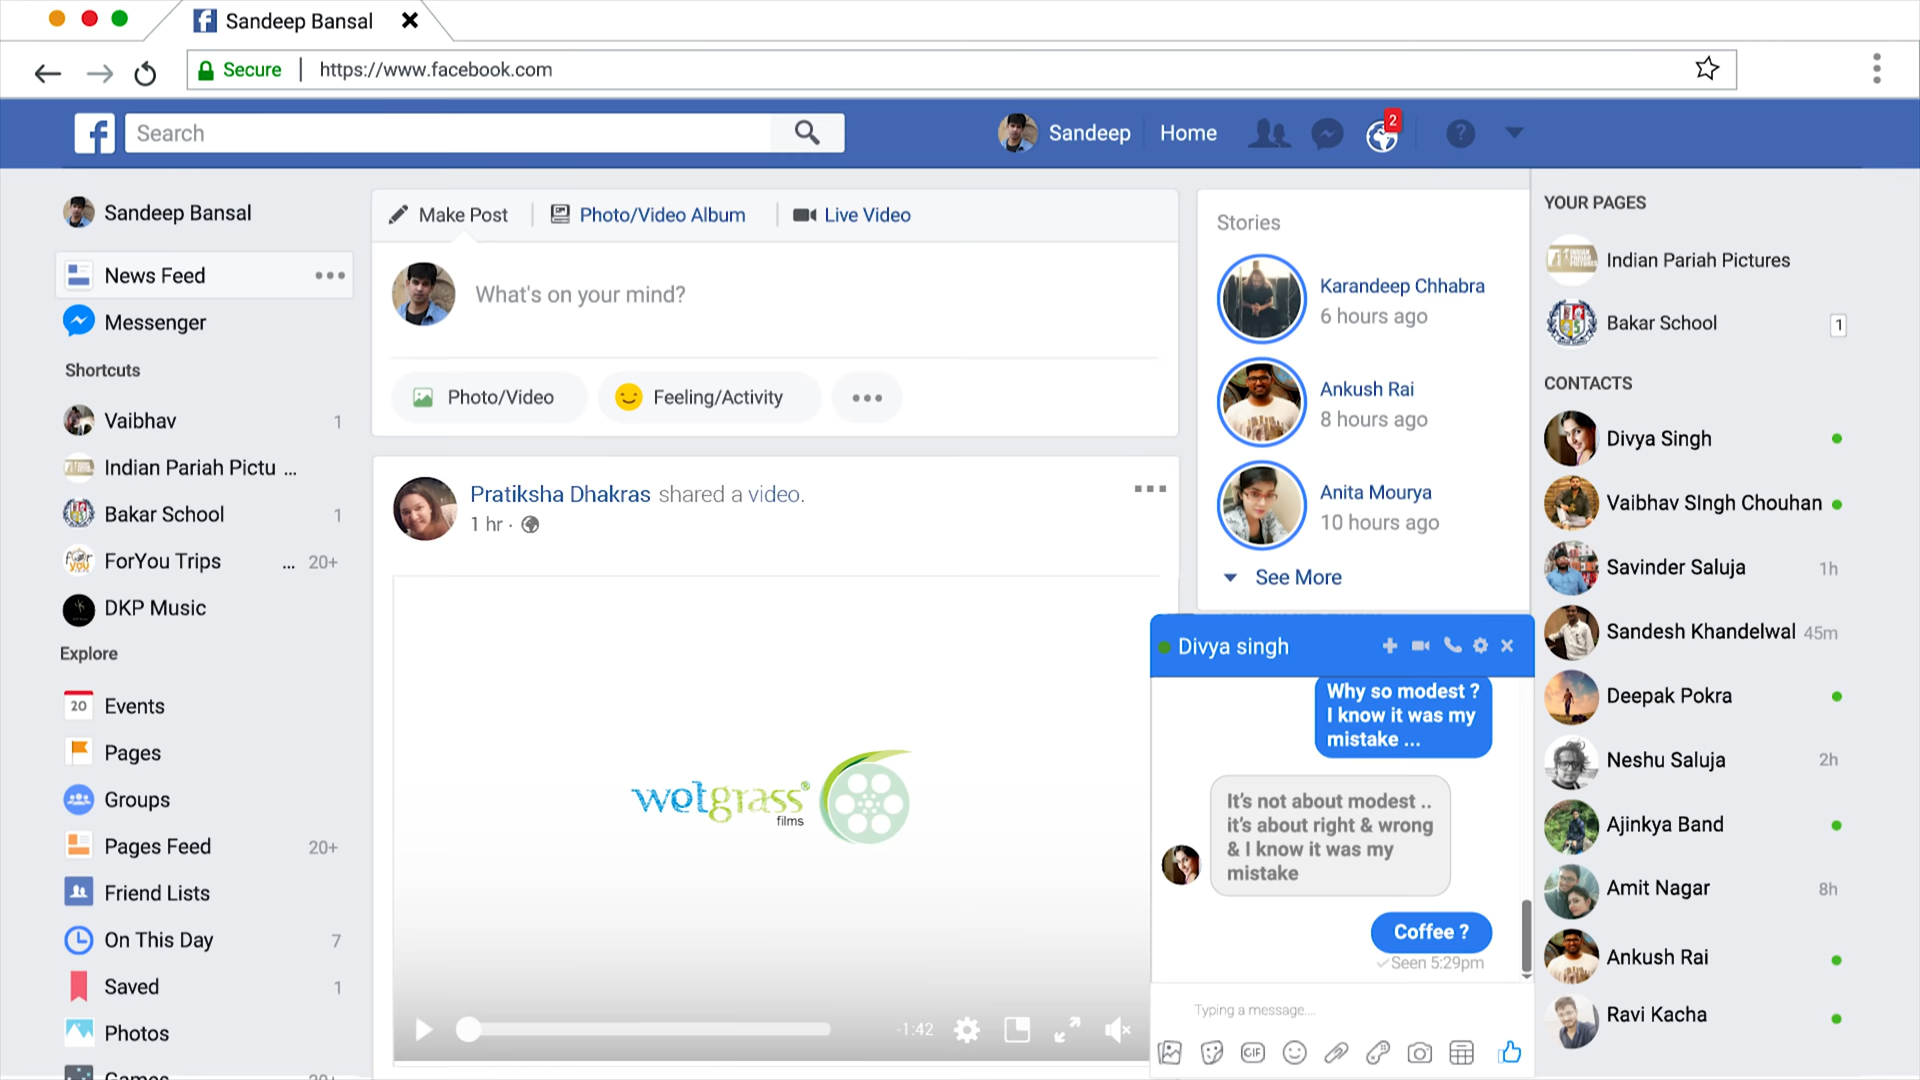 Sandeep Bansal
Secure
https://www.facebook.com
Search
Sandeep
Home
2
?
Sandeep Bansal
News Feed
Messenger
Shortcuts
Vaibhav 1
Indian Pariah Pictu ...
Bakar School 1
ForYou Trips ... 20+
DKP Music
Explore
20
Events
Pages
Groups
Pages Feed 20+
Friend Lists
On This Day 7
Saved 1
Photos
Games 20+
Make Post
Photo/Video Album
Live Video
What's on your mind?
Photo/Video
Feeling/Activity
Pratiksha Dhakras shared a video.
1 hr ·
wetgrass®
films
-1:42
Stories
Karandeep Chhabra
6 hours ago
Ankush Rai
8 hours ago
Anita Mourya
10 hours ago
See More
Divya singh
Why so modest ?
I know it was my
mistake ...
It's not about modest ..
it's about right & wrong
& I know it was my
mistake
Coffee ?
Seen 5:29pm
Typing a message....
GIF
YOUR PAGES
Indian Pariah Pictures
Bakar School 1
CONTACTS
Divya Singh
Vaibhav SIngh Chouhan
Savinder Saluja 1h
Sandesh Khandelwal 45m
Deepak Pokra
Neshu Saluja 2h
Ajinkya Band
Amit Nagar 8h
Ankush Rai
Ravi Kacha